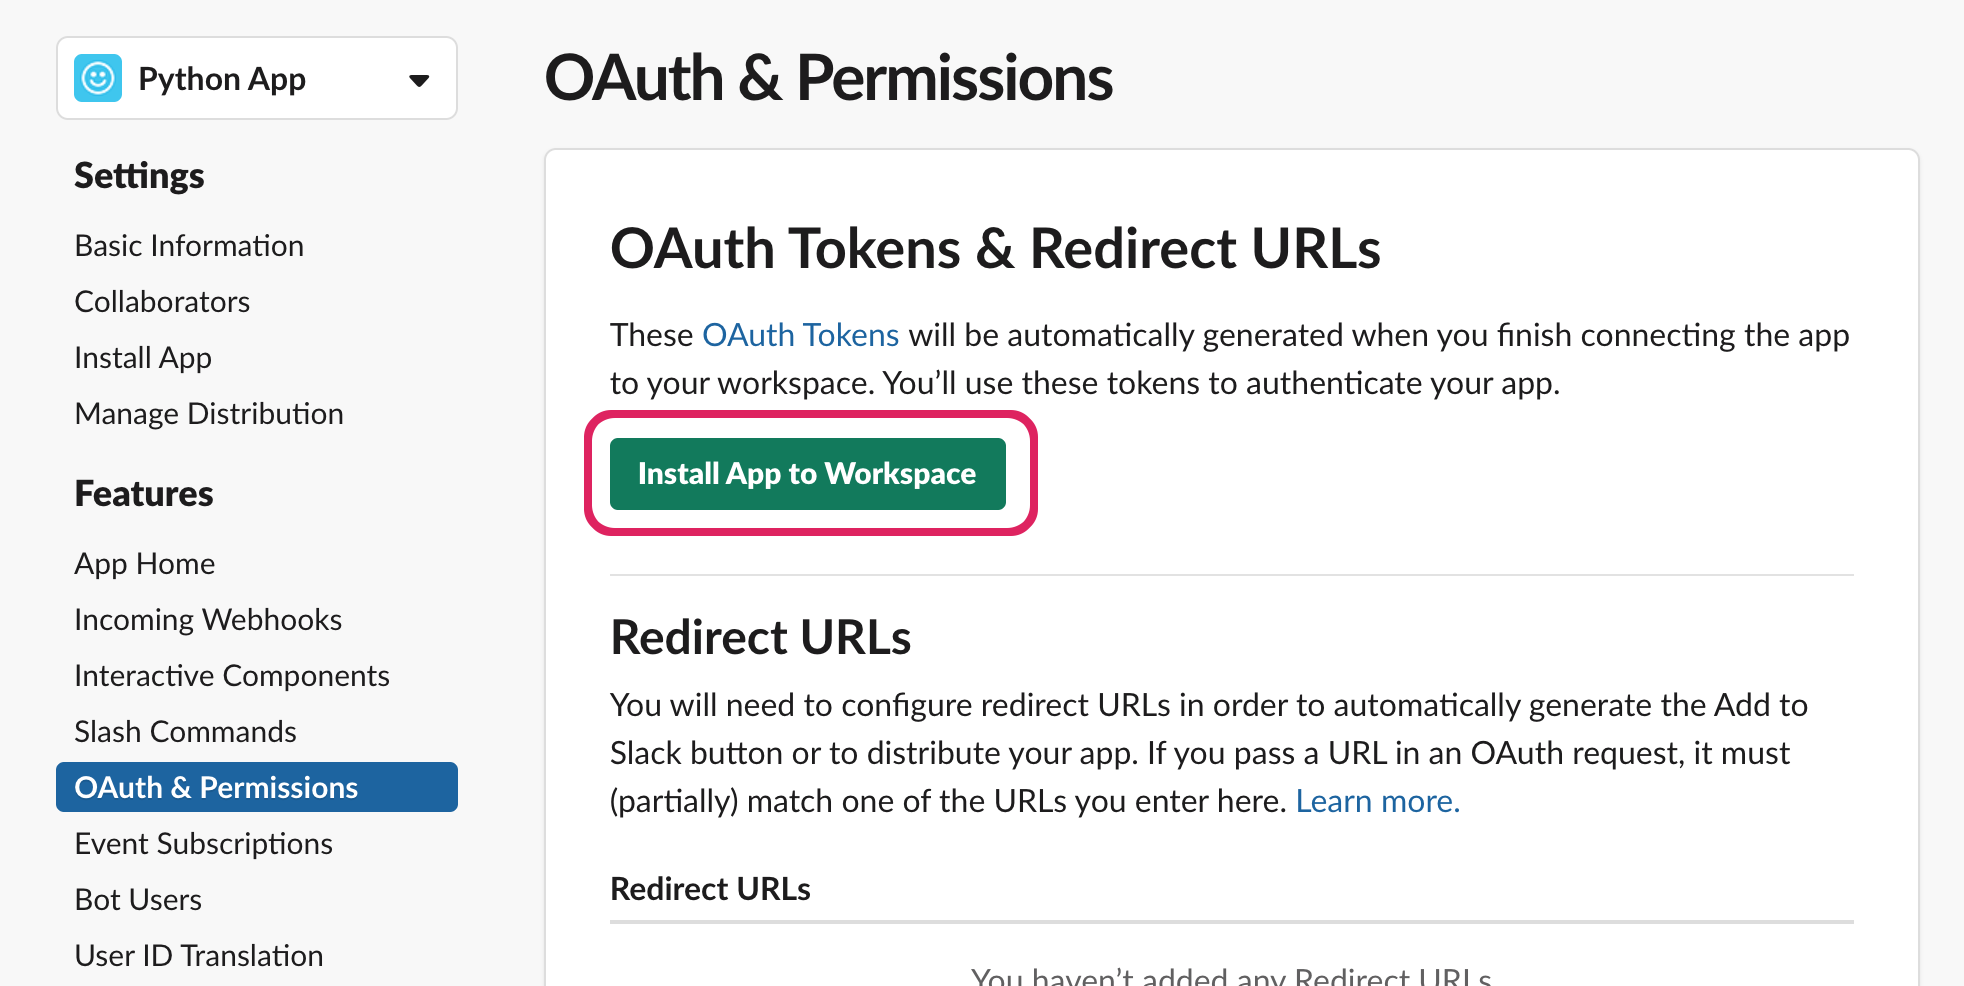 Python App
Settings
Basic Information
Collaborators
Install App
Manage Distribution
Features
App Home
Incoming Webhooks
Interactive Components
Slash Commands
OAuth & Permissions
Event Subscriptions
Bot Users
User ID Translation
OAuth & Permissions
OAuth Tokens & Redirect URLs
These OAuth Tokens will be automatically generated when you finish connecting the app
to your workspace. You’ll use these tokens to authenticate your app.
Install App to Workspace
Redirect URLs
You will need to configure redirect URLs in order to automatically generate the Add to
Slack button or to distribute your app. If you pass a URL in an OAuth request, it must
(partially) match one of the URLs you enter here. Learn more.
Redirect URLs
You haven’t added any Redirect URLs